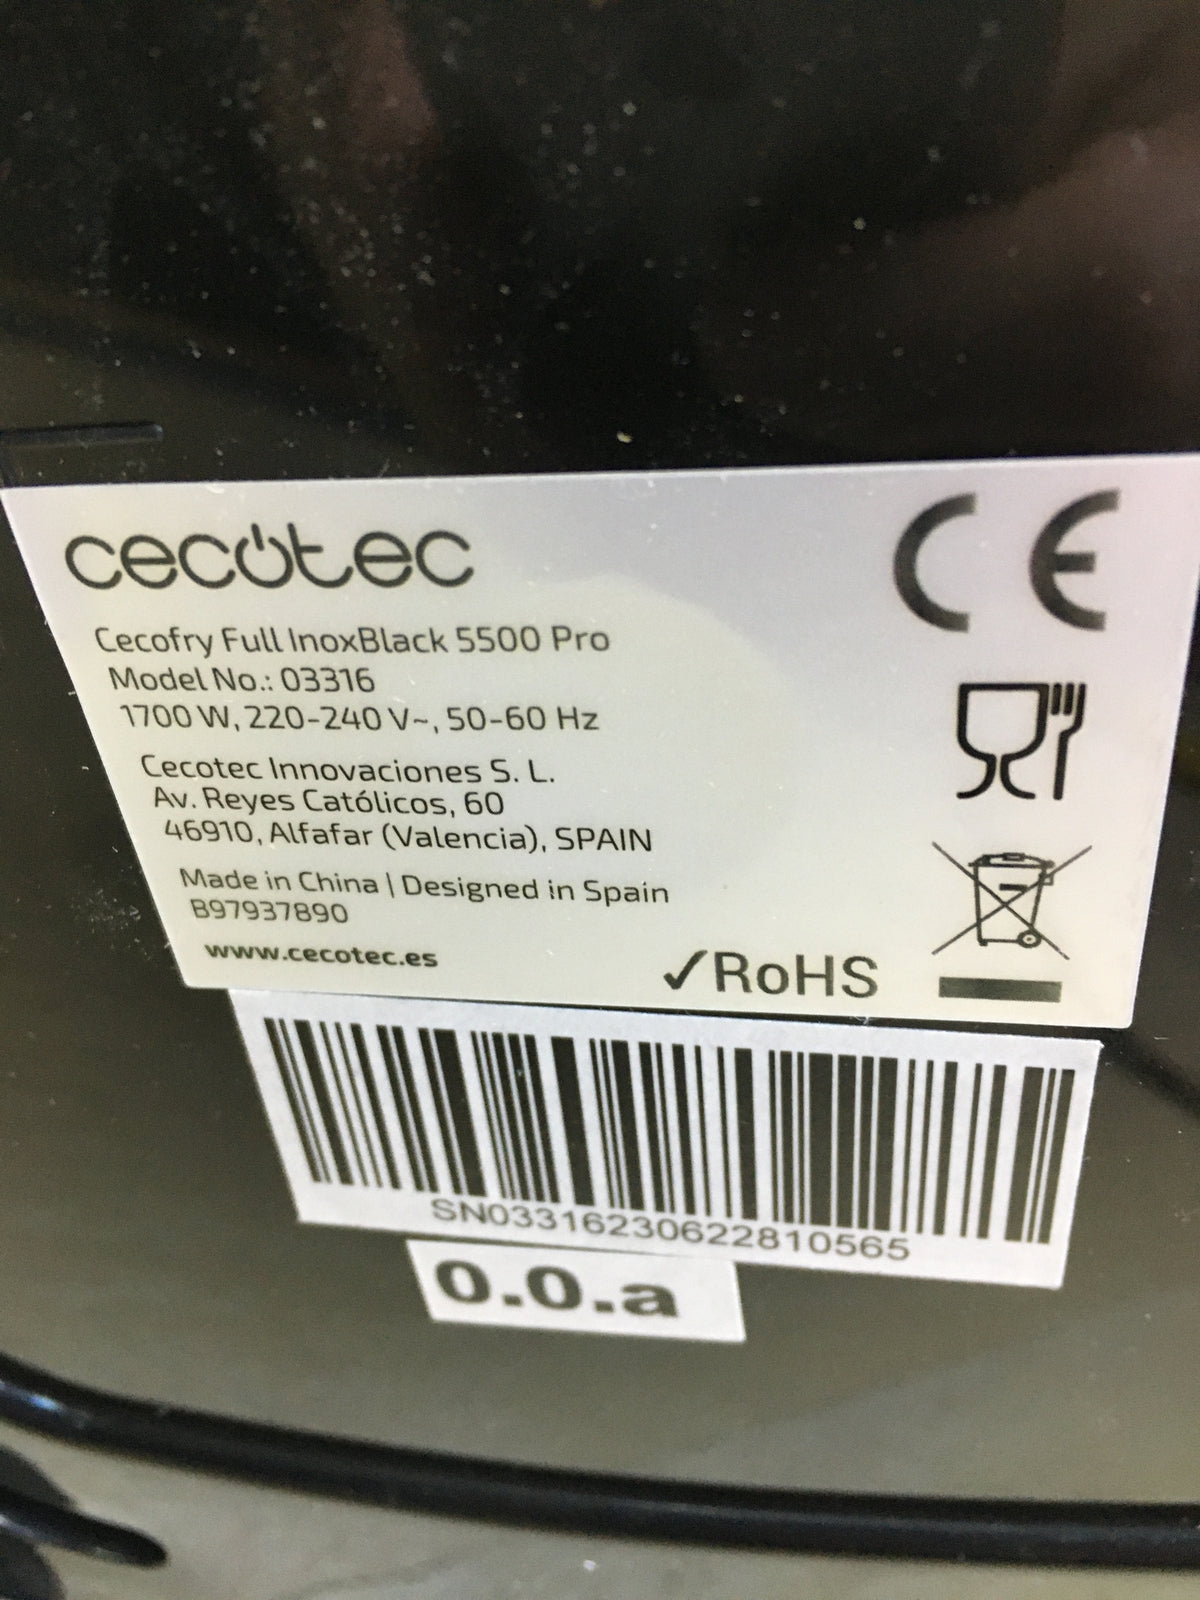 cecotec
CE
Cecofry Full InoxBlack 5500 Pro
Model No.: 03316
1700 W, 220-240 V~, 50-60 Hz
Cecotec Innovaciones S. L.
Av. Reyes Católicos, 60
46910, Alfafar (Valencia), SPAIN
Made in China | Designed in Spain
B97937890
www.cecotec.es
✓RoHS
SN03316230622810565
0.0.a